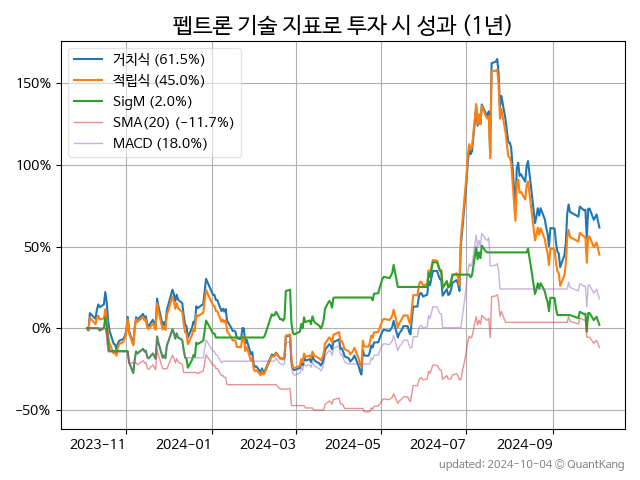 펩트론 기술 지표로 투자 시 성과 (1년)
거치식 (61.5%)
적립식 (45.0%)
SigM (2.0%)
SMA(20) (−11.7%)
MACD (18.0%)
150%
100%
50%
0%
−50%
2023-11 2024-01 2024-03 2024-05 2024-07 2024-09
updated: 2024-10-04 © QuantKang